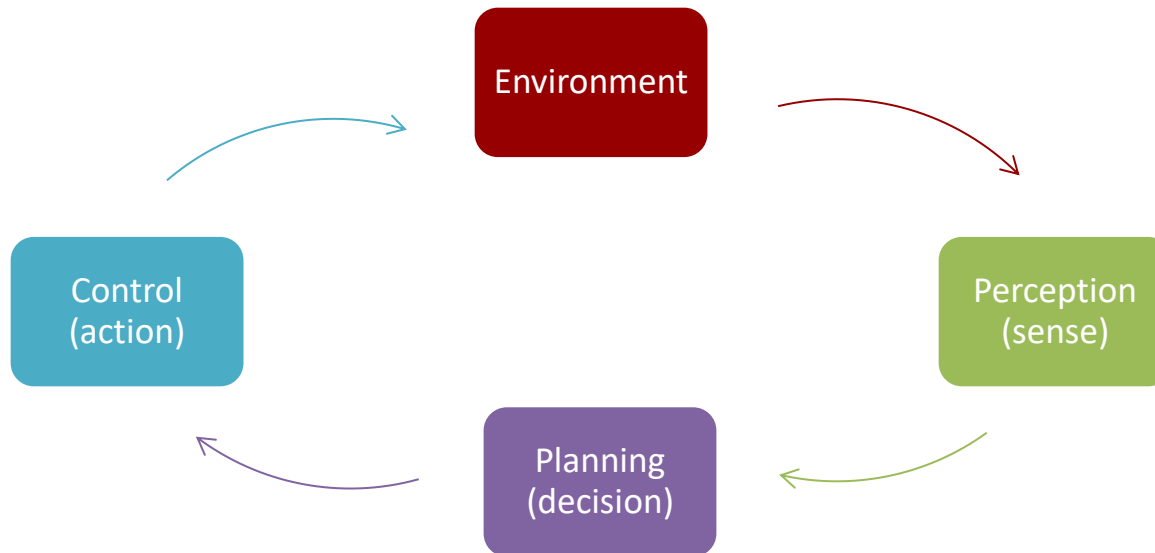 Environment
Control
(action)
Perception
(sense)
Planning
(decision)